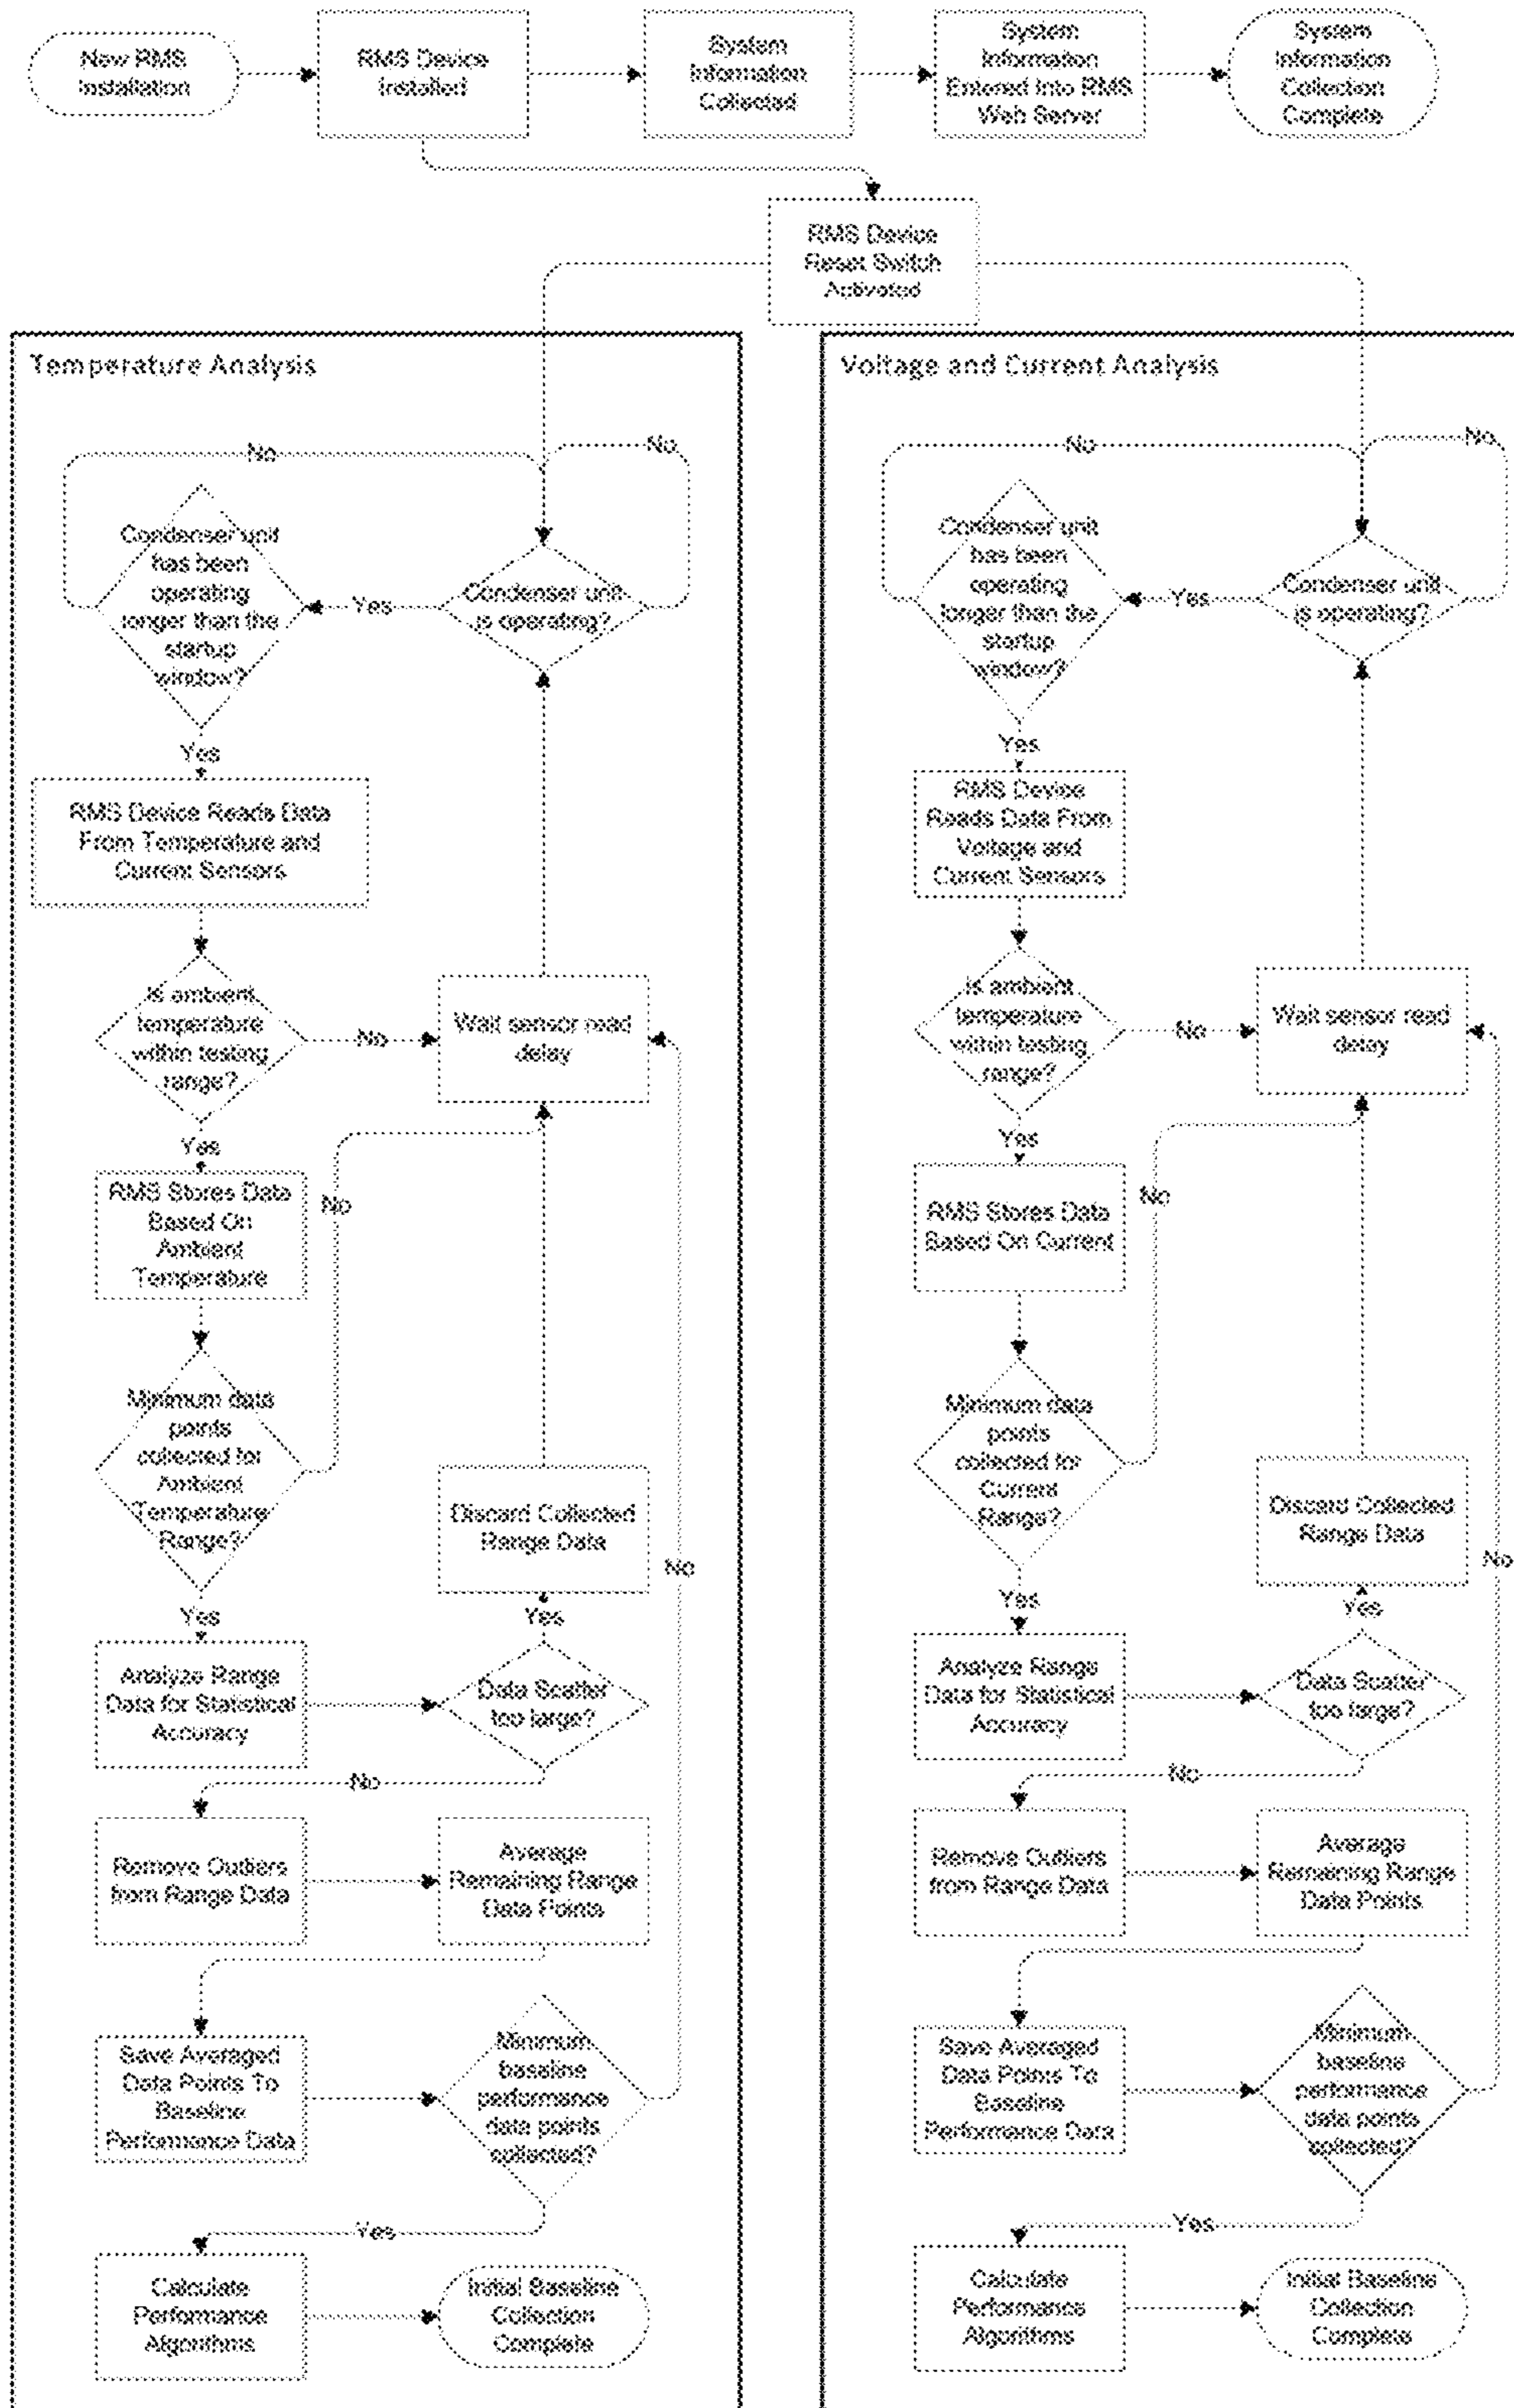 New RMS
Installation
RMS Device
Installed
System
Information
Collected
System
Information
Entered Into RMS
Web Server
System
Information
Collection
Complete
RMS Device
Reset Switch
Activated
Temperature Analysis
No
No
Condenser unit
has been
operating
longer than the
startup
window?
Yes
Condenser unit
is operating?
Yes
RMS Device Reads Data
From Temperature and
Current Sensors
Is ambient
temperature
within testing
range?
No
Wait sensor read
delay
Yes
RMS Stores Data
Based On
Ambient
Temperature
No
Minimum data
points
collected for
Ambient
Temperature
Range?
Discard Collected
Range Data
No
Yes
Yes
Analyze Range
Data for Statistical
Accuracy
Data Scatter
too large?
No
Remove Outliers
from Range Data
Average
Remaining Range
Data Points
Save Averaged
Data Points To
Baseline
Performance Data
Minimum
baseline
performance
data points
collected?
Yes
Calculate
Performance
Algorithms
Initial Baseline
Collection
Complete
Voltage and Current Analysis
No
No
Condenser unit
has been
operating
longer than the
startup
window?
Yes
Condenser unit
is operating?
Yes
RMS Device
Reads Data From
Voltage and
Current Sensors
Is ambient
temperature
within testing
range?
No
Wait sensor read
delay
Yes
RMS Stores Data
Based On Current
No
Minimum data
points
collected for
Current
Range?
Discard Collected
Range Data
No
Yes
Yes
Analyze Range
Data for Statistical
Accuracy
Data Scatter
too large?
No
Remove Outliers
from Range Data
Average
Remaining Range
Data Points
Save Averaged
Data Points To
Baseline
Performance Data
Minimum
baseline
performance
data points
collected?
Yes
Calculate
Performance
Algorithms
Initial Baseline
Collection
Complete